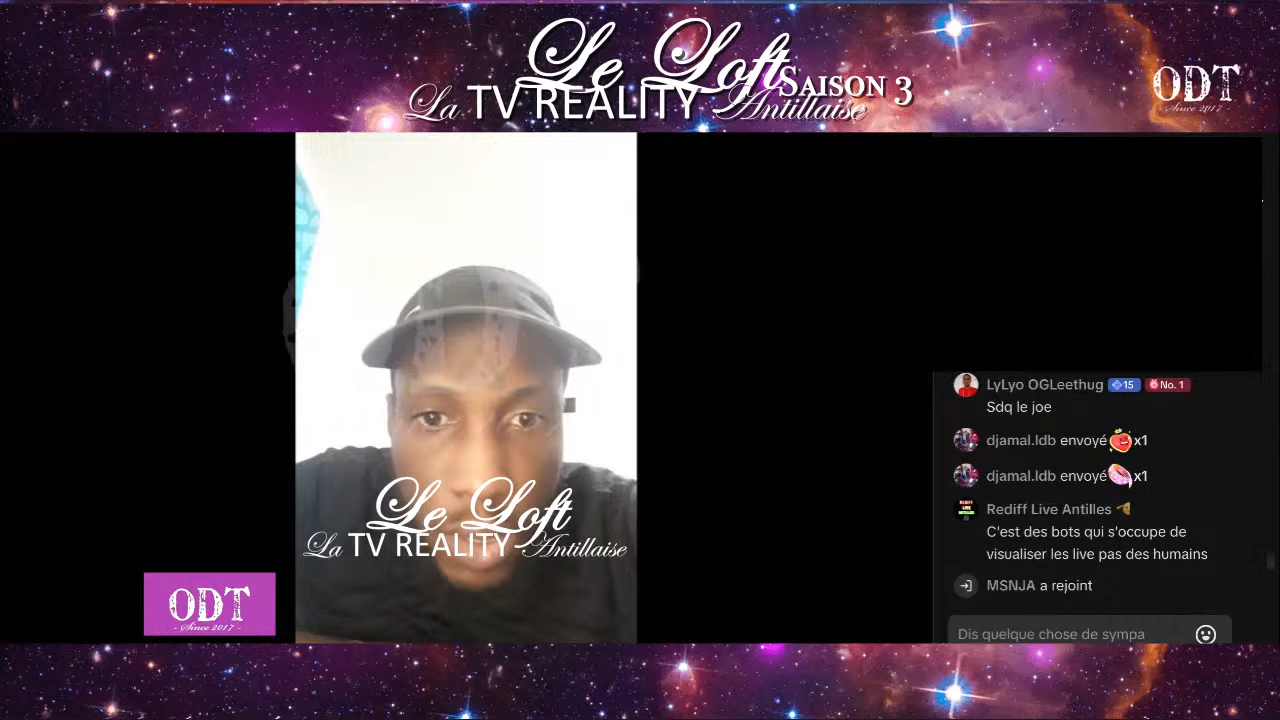 Le Loft Saison 3
La TV REALITY Antillaise
ODT
Since 2017
LyLyo OGLeethug 15 No. 1
Sdq le joe
djamal.ldb envoyé x1
djamal.ldb envoyé x1
Rediff Live Antilles
C'est des bots qui s'occupe de
visualiser les live pas des humains
MSNJA a rejoint
Dis quelque chose de sympa
Le Loft
La TV REALITY Antillaise
ODT
- Since 2017 -